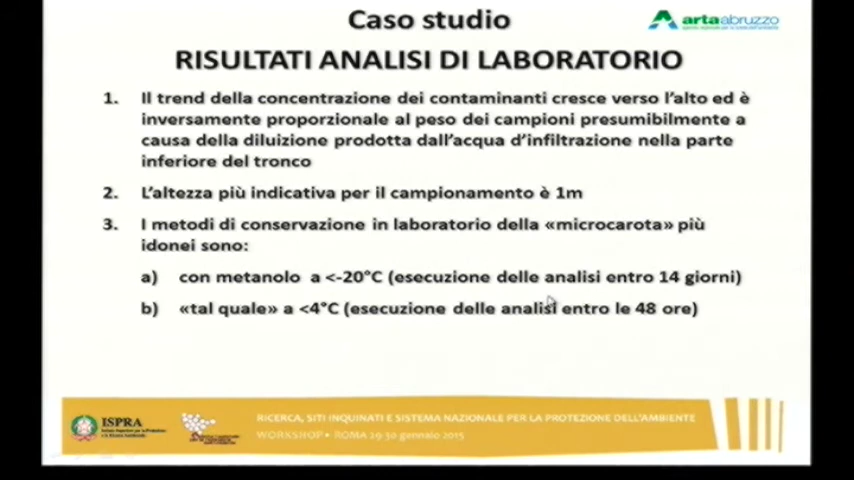 Caso studio
artaabruzzo
RISULTATI ANALISI DI LABORATORIO
1. Il trend della concentrazione dei contaminanti cresce verso l'alto ed è
inversamente proporzionale al peso dei campioni presumibilmente a
causa della diluizione prodotta dall'acqua d'infiltrazione nella parte
inferiore del tronco
2. L'altezza più indicativa per il campionamento è 1m
3. I metodi di conservazione in laboratorio della «microcarota» più
idonei sono:
a) con metanolo a <-20°C (esecuzione delle analisi entro 14 giorni)
b) «tal quale» a <4°C (esecuzione delle analisi entro le 48 ore)
ISPRA
RICERCA, SITI INQUINATI E SISTEMA NAZIONALE PER LA PROTEZIONE DELL'AMBIENTE
WORKSHOP • ROMA 29-30 gennaio 2015